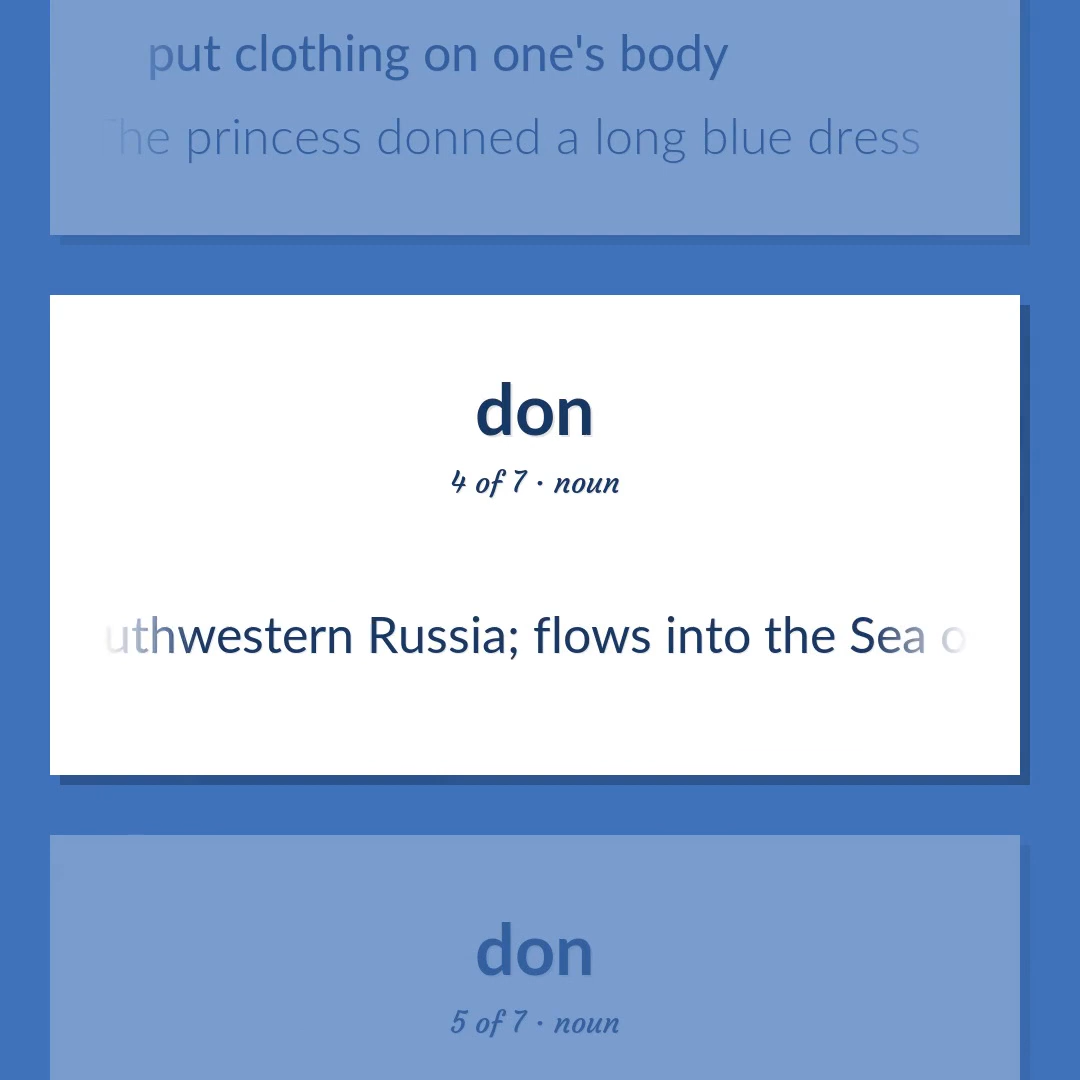 put clothing on one's body
The princess donned a long blue dress
don
4 of 7 · noun
uthwestern Russia; flows into the Sea o
don
5 of 7 · noun